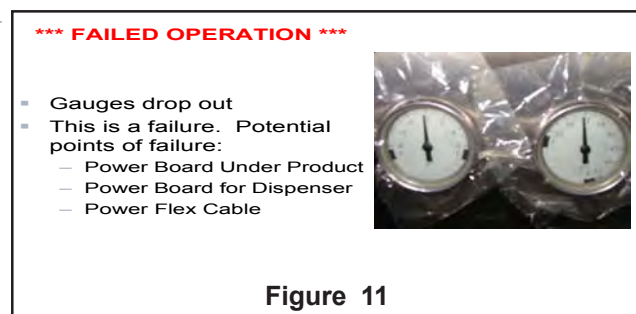 *** FAILED OPERATION ***
Gauges drop out
This is a failure. Potential
points of failure:
– Power Board Under Product
– Power Board for Dispenser
– Power Flex Cable
Figure 11